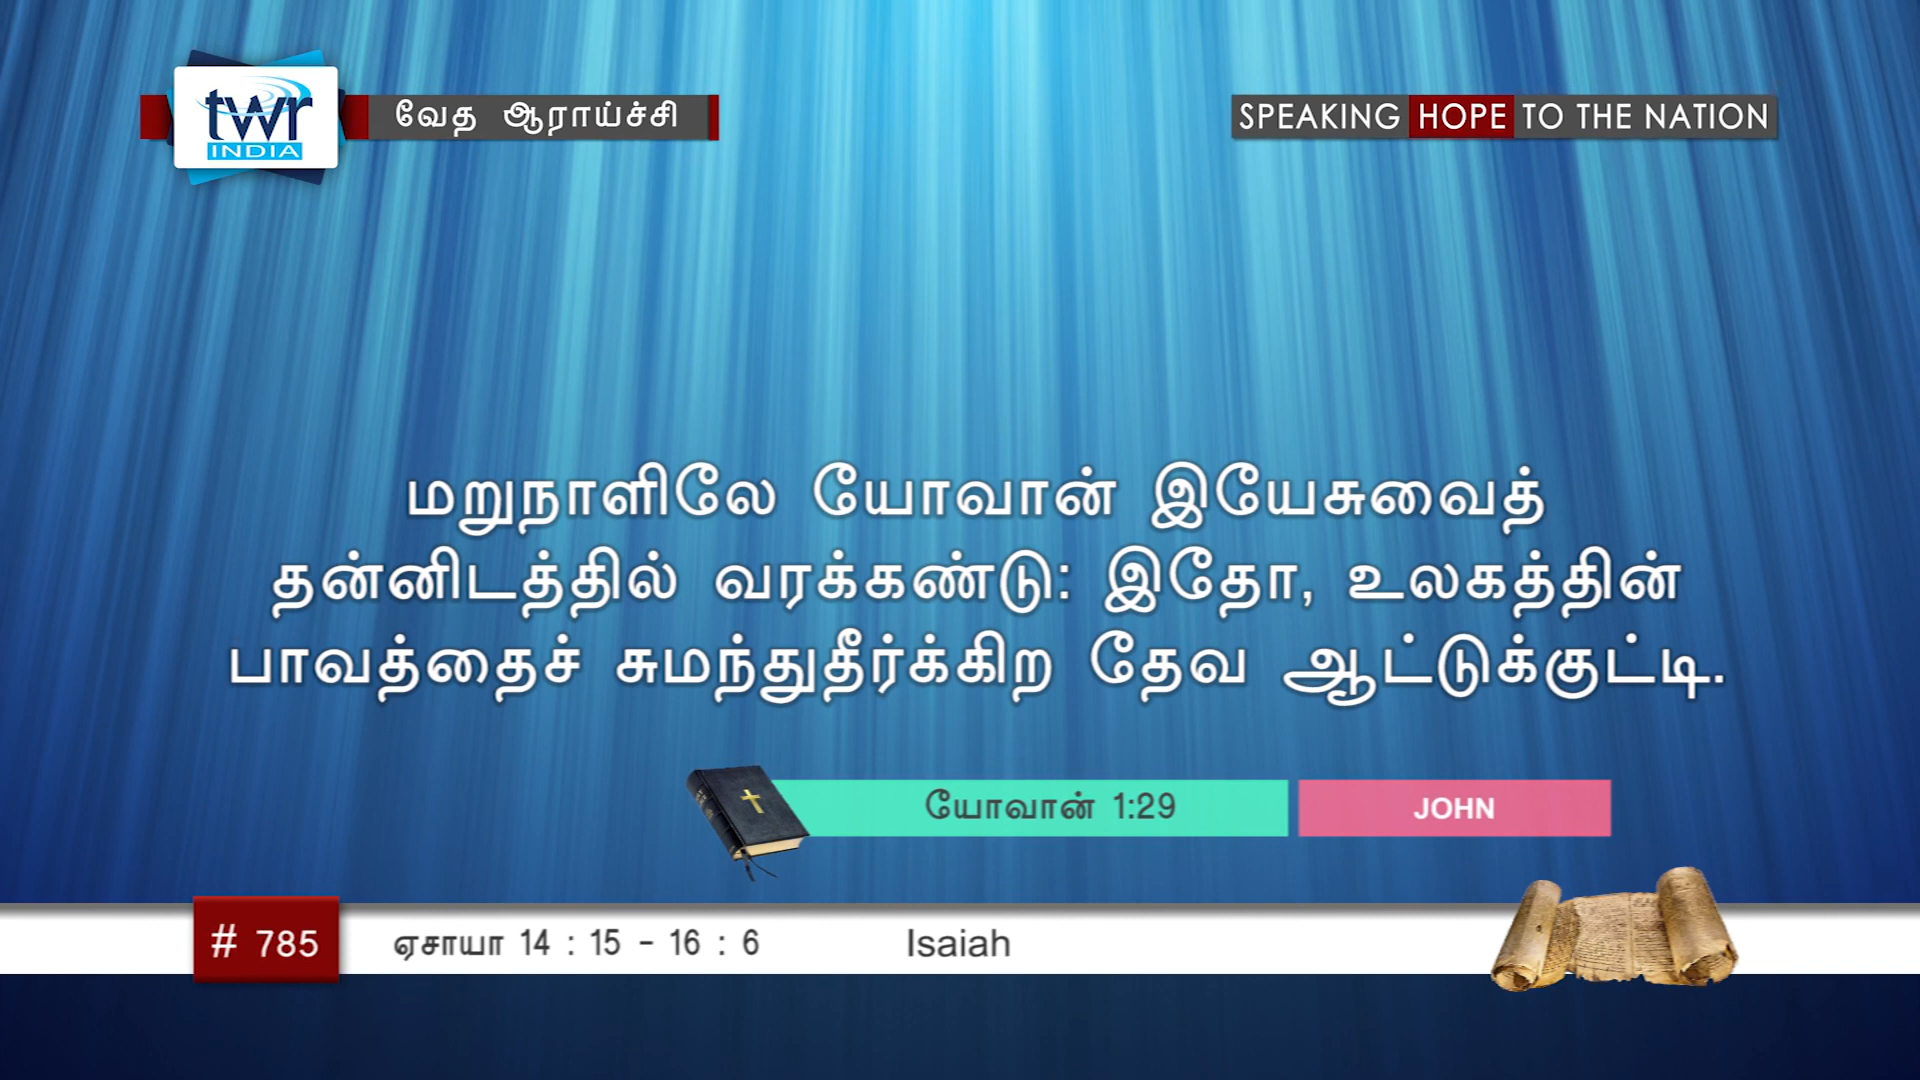 twr
INDIA
வேத ஆராய்ச்சி
SPEAKING HOPE TO THE NATION
மறுநாளிலே யோவான் இயேசுவைத்
தன்னிடத்தில் வரக்கண்டு: இதோ, உலகத்தின்
பாவத்தைச் சுமந்துதீர்க்கிற தேவ ஆட்டுக்குட்டி.
யோவான் 1:29
JOHN
# 785
ஏசாயா 14 : 15 - 16 : 6
Isaiah